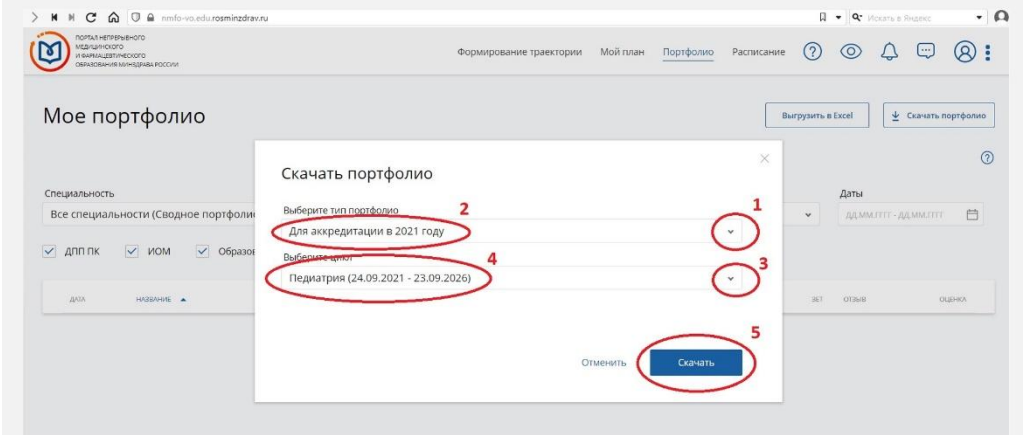 nmfo-vo.edu.rosminzdrav.ru
Искать в Яндекс
ПОРТАЛ НЕПРЕРЫВНОГО
МЕДИЦИНСКОГО
И ФАРМАЦЕВТИЧЕСКОГО
ОБРАЗОВАНИЯ МИНЗДРАВА РОССИИ
Формирование траектории Мой план Портфолио Расписание
Мое портфолио
Выгрузить в Excel Скачать портфолио
Скачать портфолио
Специальность
Даты
Выберите тип портфолио 2 1
Все специальности (Сводное портфолио
Для аккредитации в 2021 году
ДД.ММ.ГГГГ - ДД.ММ.ГГГГ
ДПП ПК ИОМ Образов
Выберите цикл 4 3
Педиатрия (24.09.2021 - 23.09.2026)
ДАТА НАЗВАНИЕ ЗЕТ ОТЗЫВ ОЦЕНКА
5
Отменить Скачать